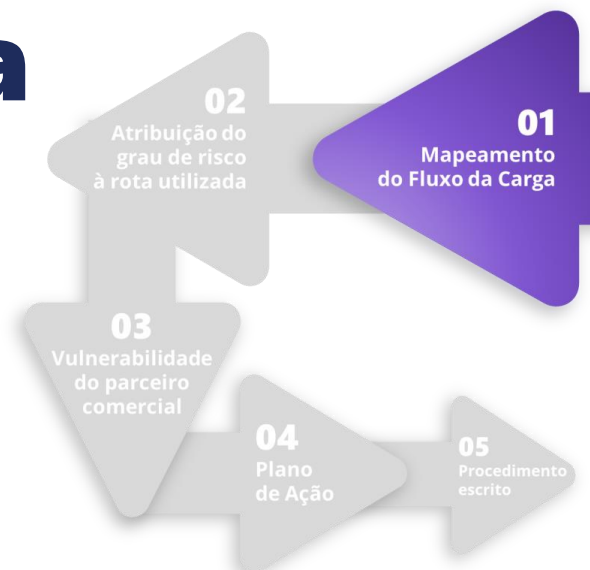 a
01
Mapeamento
do Fluxo da Carga
02
Atribuição do
grau de risco
à rota utilizada
03
Vulnerabilidade
do parceiro
comercial
04
Plano
de Ação
05
Procedimento
escrito